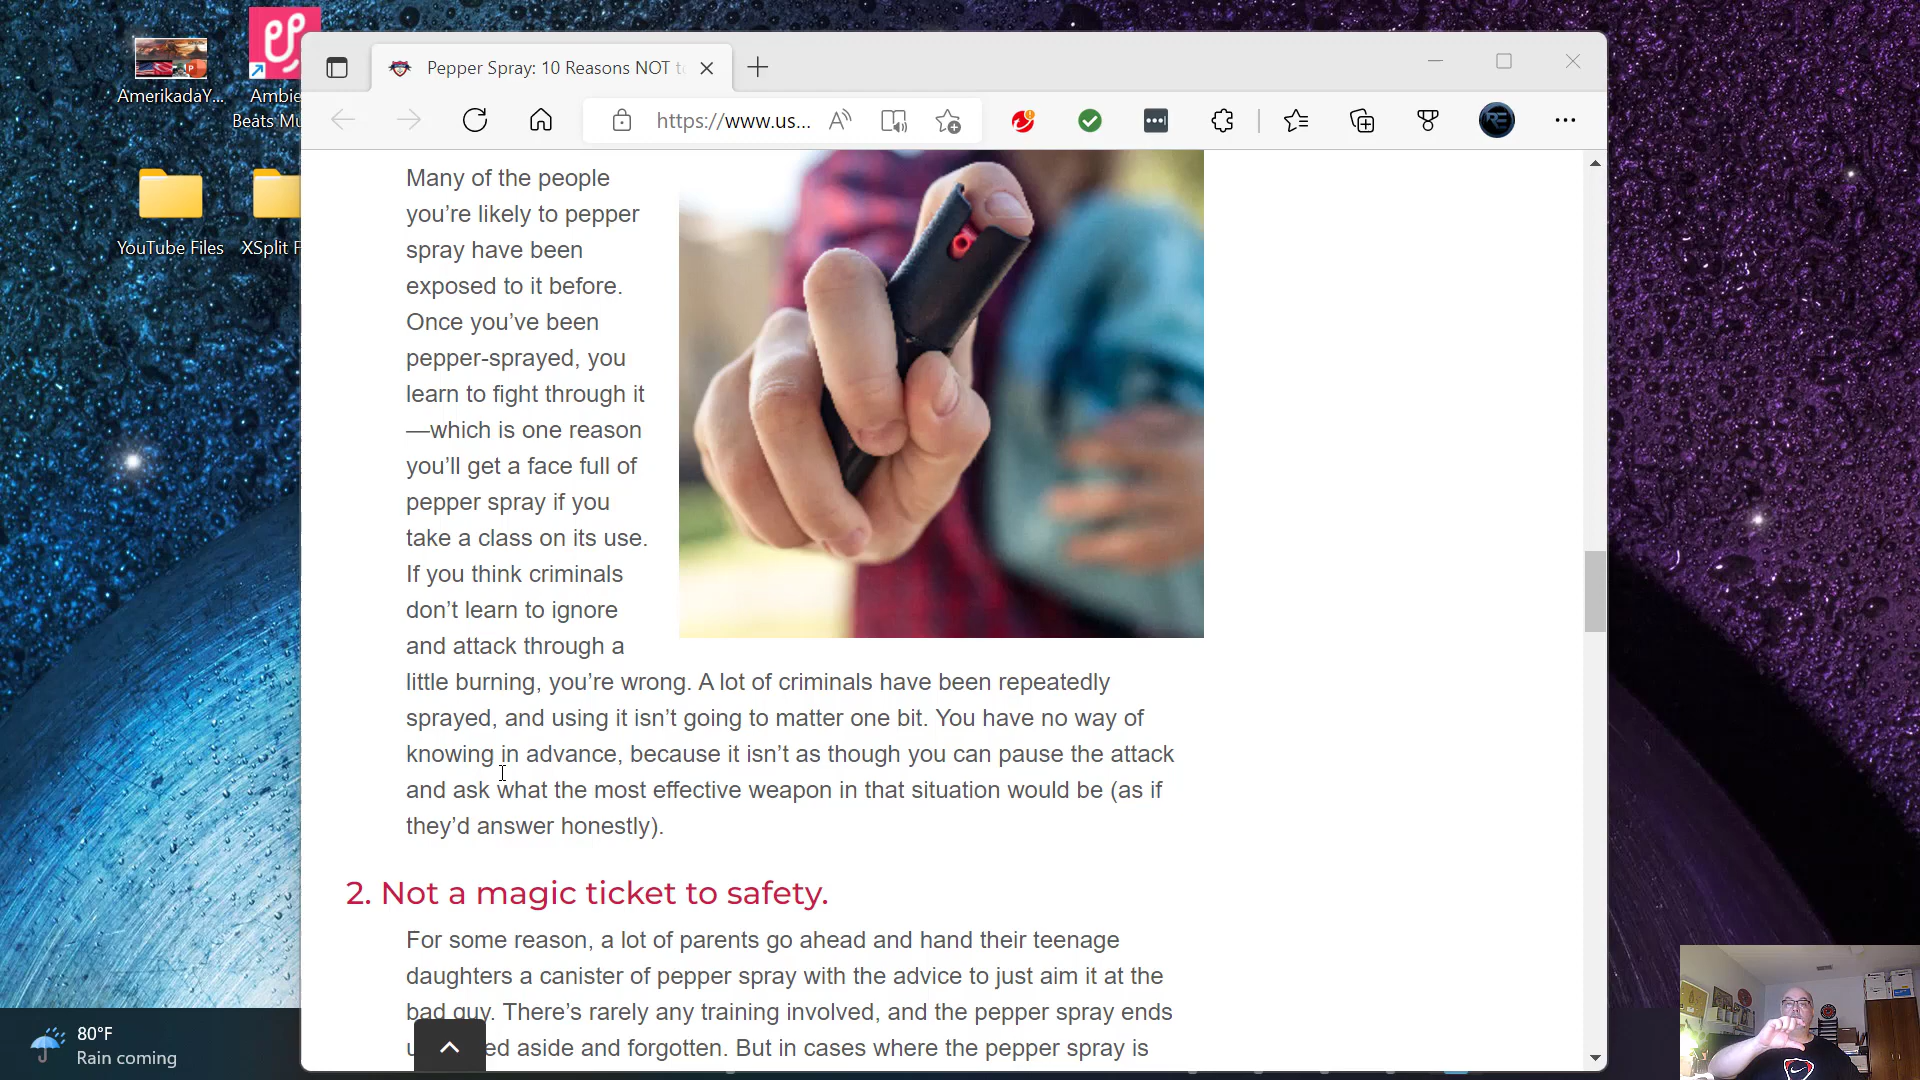 AmerikadaY...
Ambie
Beats Mu
YouTube Files
XSplit F
Pepper Spray: 10 Reasons NOT t
https://www.us...
Many of the people
you’re likely to pepper
spray have been
exposed to it before.
Once you’ve been
pepper-sprayed, you
learn to fight through it
—which is one reason
you’ll get a face full of
pepper spray if you
take a class on its use.
If you think criminals
don’t learn to ignore
and attack through a
little burning, you’re wrong. A lot of criminals have been repeatedly
sprayed, and using it isn’t going to matter one bit. You have no way of
knowing in advance, because it isn’t as though you can pause the attack
and ask what the most effective weapon in that situation would be (as if
they’d answer honestly).
2. Not a magic ticket to safety.
For some reason, a lot of parents go ahead and hand their teenage
daughters a canister of pepper spray with the advice to just aim it at the
bad guy. There’s rarely any training involved, and the pepper spray ends
u ed aside and forgotten. But in cases where the pepper spray is
80°F
Rain coming